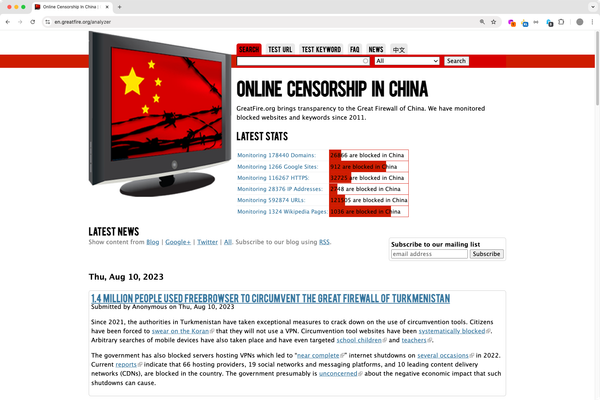 Online Censorship In China |
en.greatfire.org/analyzer
SEARCH TEST URL TEST KEYWORD FAQ NEWS 中文
All Search
ONLINE CENSORSHIP IN CHINA
GreatFire.org brings transparency to the Great Firewall of China. We have monitored
blocked websites and keywords since 2011.
LATEST STATS
Monitoring 178440 Domains: 26666 are blocked in China
Monitoring 1266 Google Sites: 912 are blocked in China
Monitoring 116267 HTTPS: 32725 are blocked in China
Monitoring 28376 IP Addresses: 2748 are blocked in China
Monitoring 592874 URLs: are blocked in China
Monitoring 1324 Wikipedia Pages: 1036 are blocked in China
LATEST NEWS
Show content from Blog | Google+ | Twitter | All. Subscribe to our blog using RSS.
Subscribe to our mailing list
email address Subscribe
Thu, Aug 10, 2023
1.4 MILLION PEOPLE USED FREEBROWSER TO CIRCUMVENT THE GREAT FIREWALL OF TURKMENISTAN
Submitted by Anonymous on Thu, Aug 10, 2023
Since 2021, the authorities in Turkmenistan have taken exceptional measures to crack down on the use of circumvention tools. Citizens
have been forced to swear on the Koran that they will not use a VPN. Circumvention tool websites have been systematically blocked.
Arbitrary searches of mobile devices have also taken place and have even targeted school children and teachers.
The government has also blocked servers hosting VPNs which led to "near complete" internet shutdowns on several occasions in 2022.
Current reports indicate that 66 hosting providers, 19 social networks and messaging platforms, and 10 leading content delivery
networks (CDNs), are blocked in the country. The government presumably is unconcerned about the negative economic impact that such
shutdowns can cause.